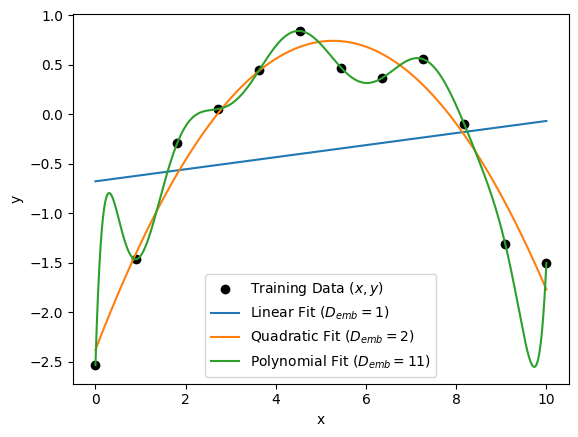 1.0
0.5
0.0
−0.5
−1.0
−1.5
−2.0
−2.5
y
Training Data (x, y)
Linear Fit (D_emb = 1)
Quadratic Fit (D_emb = 2)
Polynomial Fit (D_emb = 11)
0 2 4 6 8 10
x